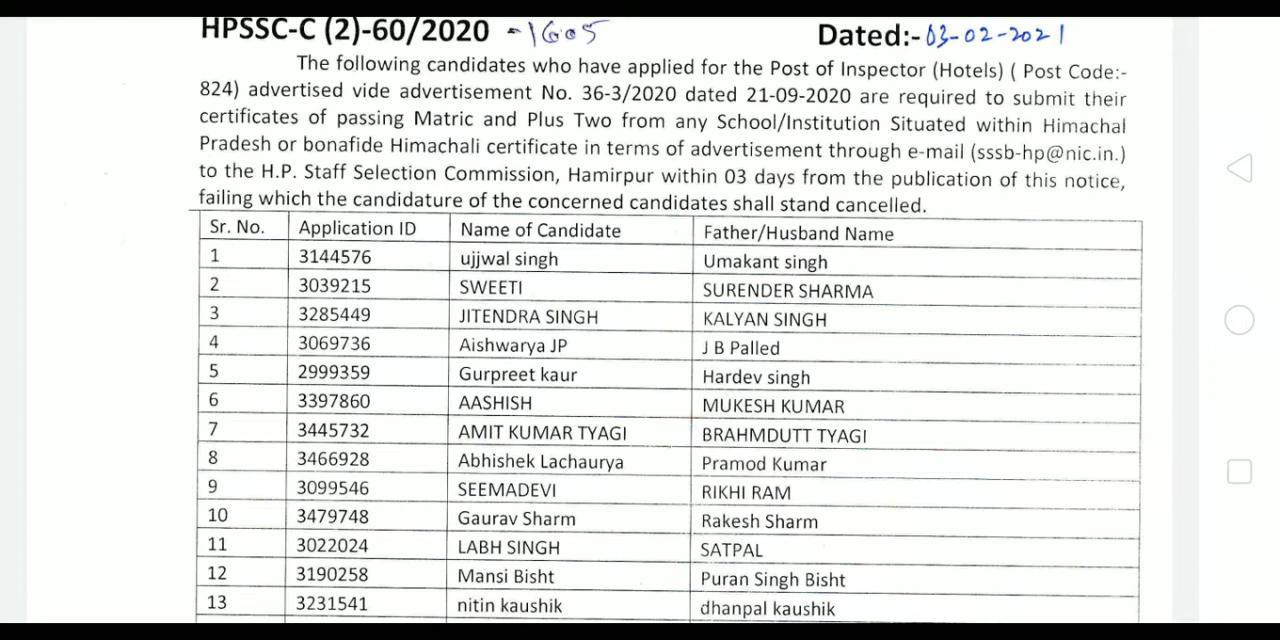 HPSSC-C (2)-60/2020 -1605 Dated:- 03-02-2021
The following candidates who have applied for the Post of Inspector (Hotels) ( Post Code:-
824) advertised vide advertisement No. 36-3/2020 dated 21-09-2020 are required to submit their
certificates of passing Matric and Plus Two from any School/Institution Situated within Himachal
Pradesh or bonafide Himachali certificate in terms of advertisement through e-mail (sssb-hp@nic.in.)
to the H.P. Staff Selection Commission, Hamirpur within 03 days from the publication of this notice,
failing which the candidature of the concerned candidates shall stand cancelled.
Sr. No. Application ID Name of Candidate Father/Husband Name
1 3144576 ujjwal singh Umakant singh
2 3039215 SWEETI SURENDER SHARMA
3 3285449 JITENDRA SINGH KALYAN SINGH
4 3069736 Aishwarya JP J B Palled
5 2999359 Gurpreet kaur Hardev singh
6 3397860 AASHISH MUKESH KUMAR
7 3445732 AMIT KUMAR TYAGI BRAHMDUTT TYAGI
8 3466928 Abhishek Lachaurya Pramod Kumar
9 3099546 SEEMADEVI RIKHI RAM
10 3479748 Gaurav Sharm Rakesh Sharm
11 3022024 LABH SINGH SATPAL
12 3190258 Mansi Bisht Puran Singh Bisht
13 3231541 nitin kaushik dhanpal kaushik